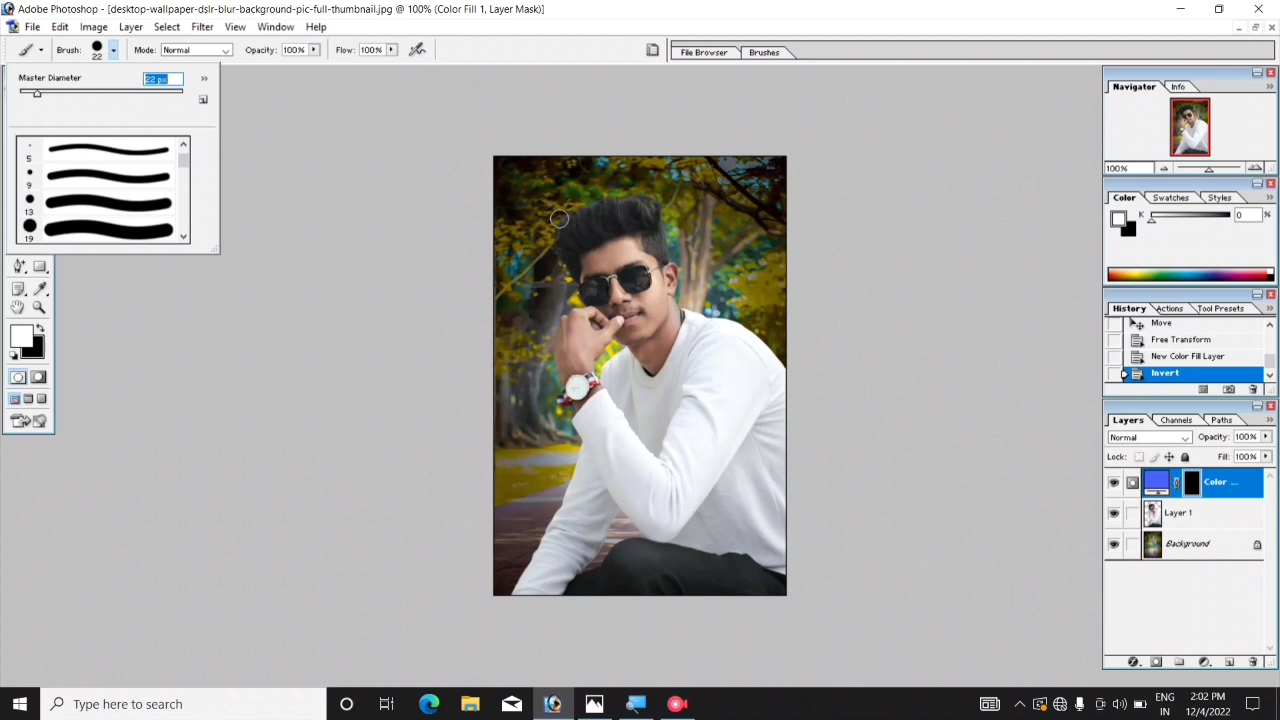 Adobe Photoshop - [desktop-wallpaper-dslr-blur-background-pic-full-thumbnail.jpg @ 100% (Color Fill 1, Layer Mask)]
File Edit Image Layer Select Filter View Window Help
Brush: 22 Mode: Normal Opacity: 100% Flow: 100% File Browser Brushes
Master Diameter 22 px
5
9
13
19
Navigator Info
100%
Color Swatches Styles
K 0 %
History Actions Tool Presets
Move
Free Transform
New Color Fill Layer
Invert
Layers Channels Paths
Normal Opacity: 100%
Lock: Fill: 100%
Color ...
Layer 1
Background
Type here to search
ENG
IN
2:02 PM
12/4/2022